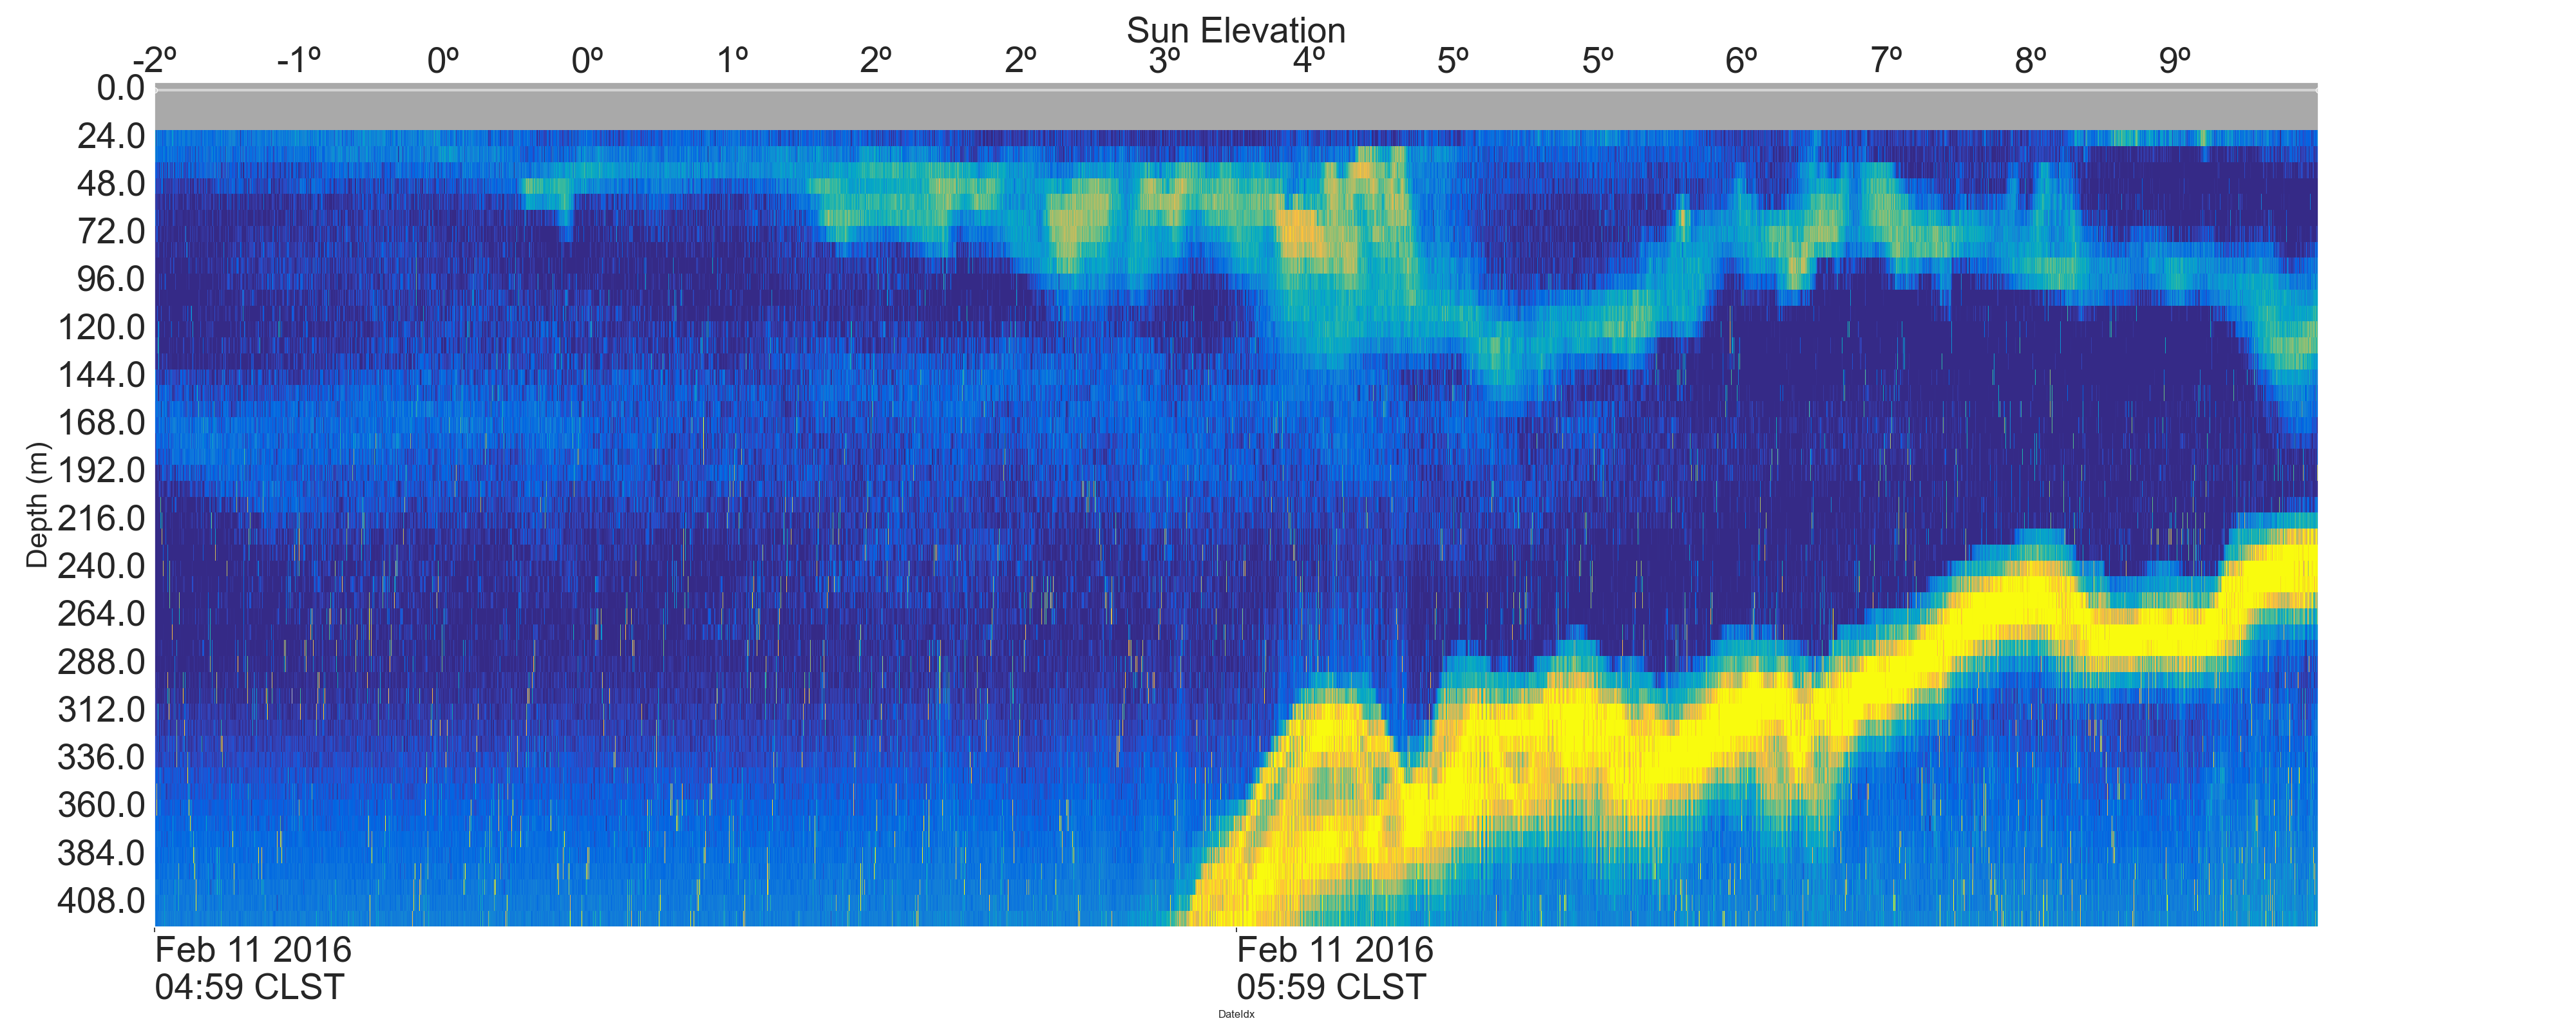 Sun Elevation
-2º -1º 0º 0º 1º 2º 2º 3º 4º 5º 5º 6º 7º 8º 9º
0.0
24.0
48.0
72.0
96.0
120.0
144.0
168.0
192.0
216.0
240.0
264.0
288.0
312.0
336.0
360.0
384.0
408.0
Depth (m)
Feb 11 2016
04:59 CLST
Feb 11 2016
05:59 CLST
DateIdx